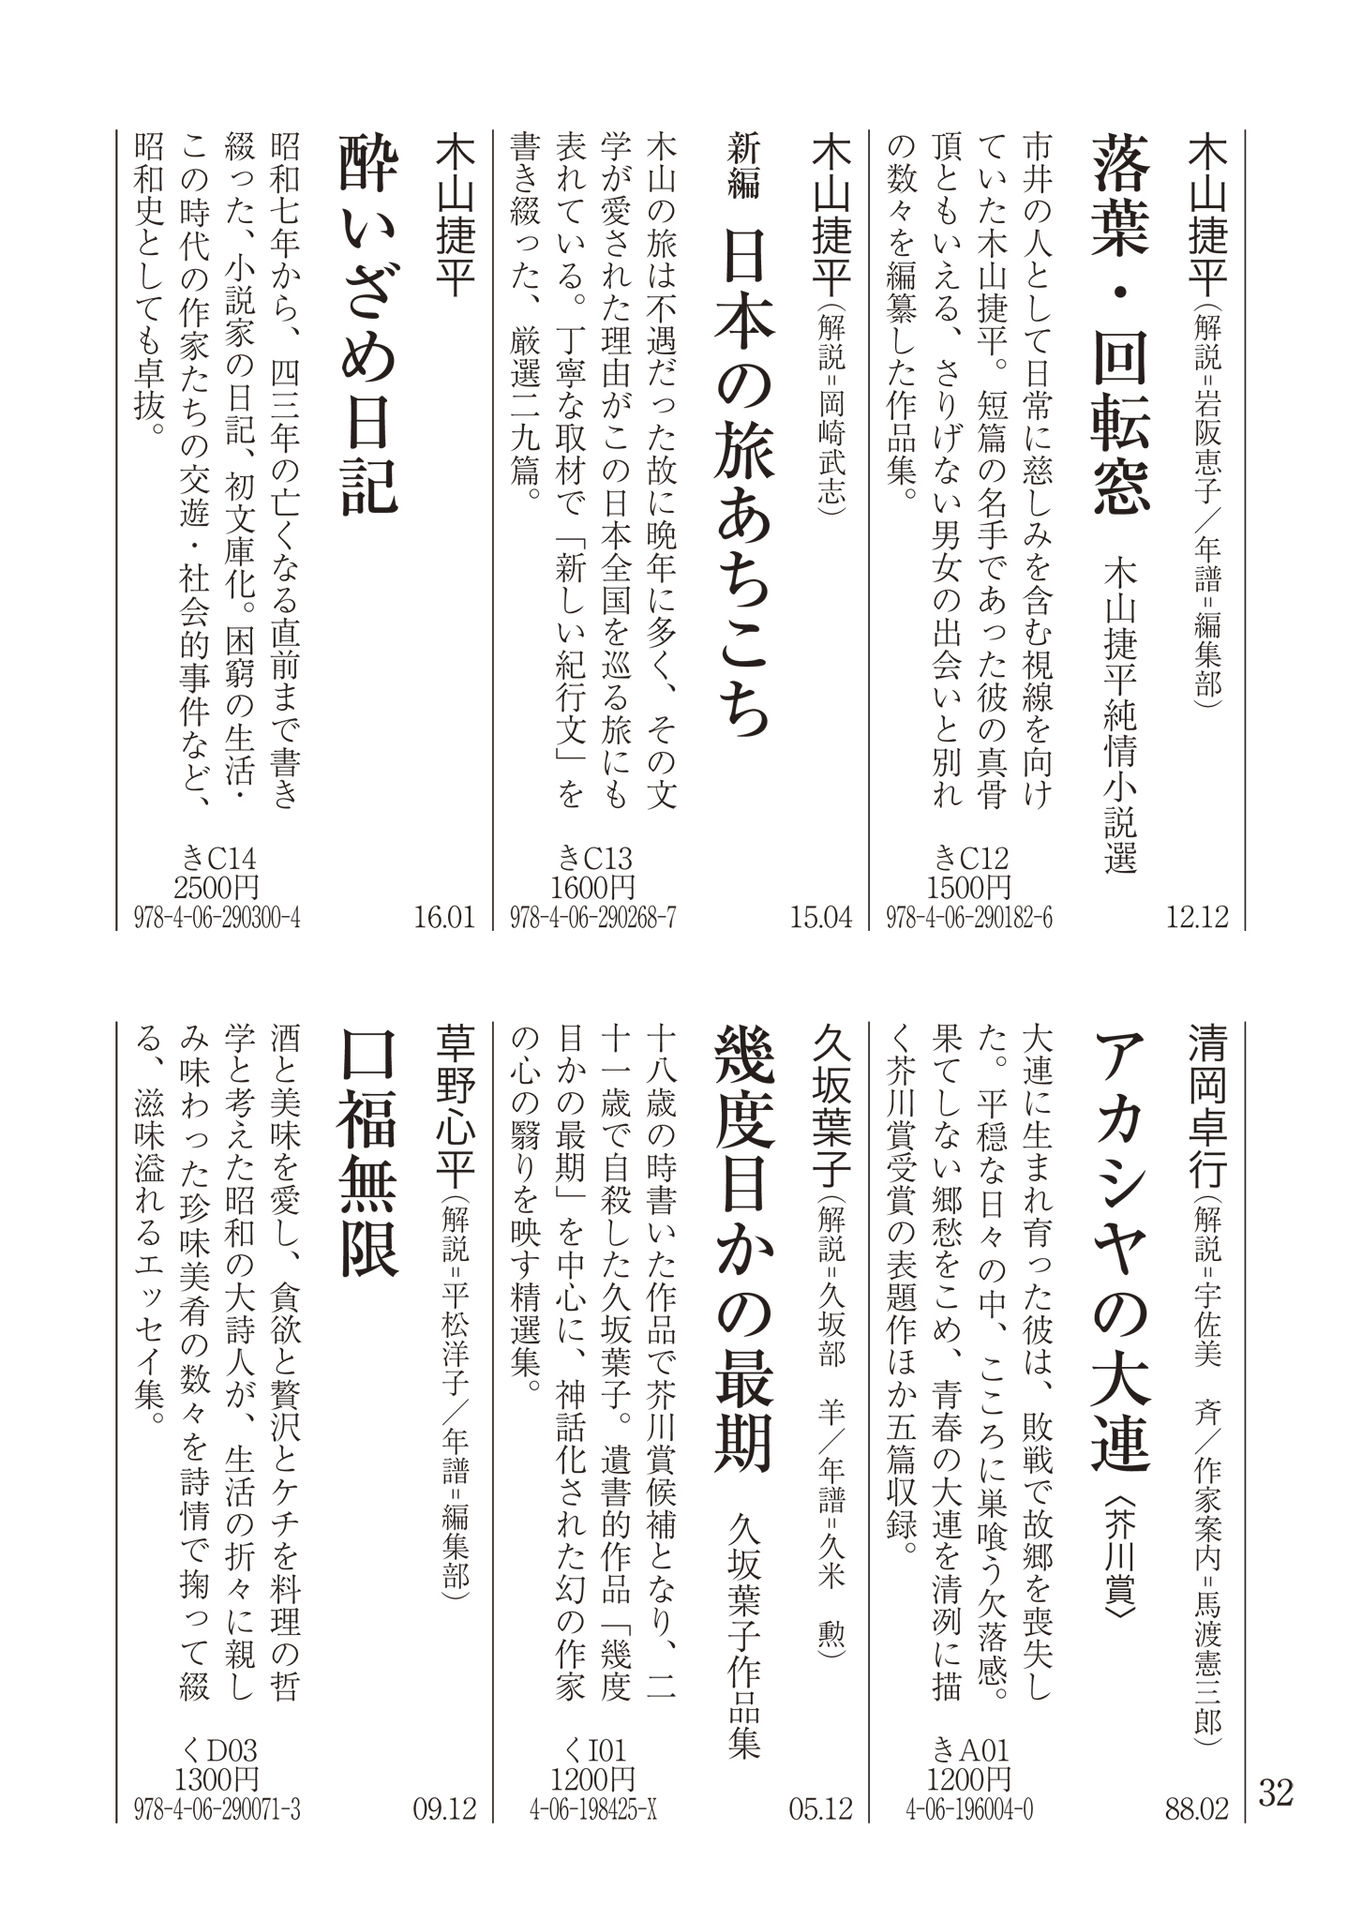 木山捷平（解説＝岩阪恵子／年譜＝編集部）
落葉・回転窓　木山捷平純情小説選
市井の人として日常に慈しみを含む視線を向け
ていた木山捷平。短篇の名手であった彼の真骨
頂ともいえる、さりげない男女の出会いと別れ
の数々を編纂した作品集。
きC12
1500円
978-4-06-290182-6
12.12
木山捷平（解説＝岡崎武志）
新編　日本の旅あちこち
木山の旅は不遇だった故に晩年に多く、その文
学が愛された理由がこの日本全国を巡る旅にも
表れている。丁寧な取材で「新しい紀行文」を
書き綴った、厳選二九篇。
きC13
1600円
978-4-06-290268-7
15.04
木山捷平
酔いざめ日記
昭和七年から、四三年の亡くなる直前まで書き
綴った、小説家の日記、初文庫化。困窮の生活・
この時代の作家たちの交遊・社会的事件など、
昭和史としても卓抜。
きC14
2500円
978-4-06-290300-4
16.01
清岡卓行（解説＝宇佐美　斉／作家案内＝馬渡憲三郎）
アカシヤの大連〈芥川賞〉
大連に生まれ育った彼は、敗戦で故郷を喪失し
た。平穏な日々の中、こころに巣喰う欠落感。
果てしない郷愁をこめ、青春の大連を清冽に描
く芥川賞受賞の表題作ほか五篇収録。
きA01
1200円
4-06-196004-0
88.02
久坂葉子（解説＝久坂部　羊／年譜＝久米　勲）
幾度目かの最期　久坂葉子作品集
十八歳の時書いた作品で芥川賞候補となり、二
十一歳で自殺した久坂葉子。遺書的作品「幾度
目かの最期」を中心に、神話化された幻の作家
の心の翳りを映す精選集。
くI01
1200円
4-06-198425-X
05.12
草野心平（解説＝平松洋子／年譜＝編集部）
口福無限
酒と美味を愛し、貪欲と贅沢とケチを料理の哲
学と考えた昭和の大詩人が、生活の折々に親し
み味わった珍味美肴の数々を詩情で掬って綴
る、滋味溢れるエッセイ集。
くD03
1300円
978-4-06-290071-3
09.12
32